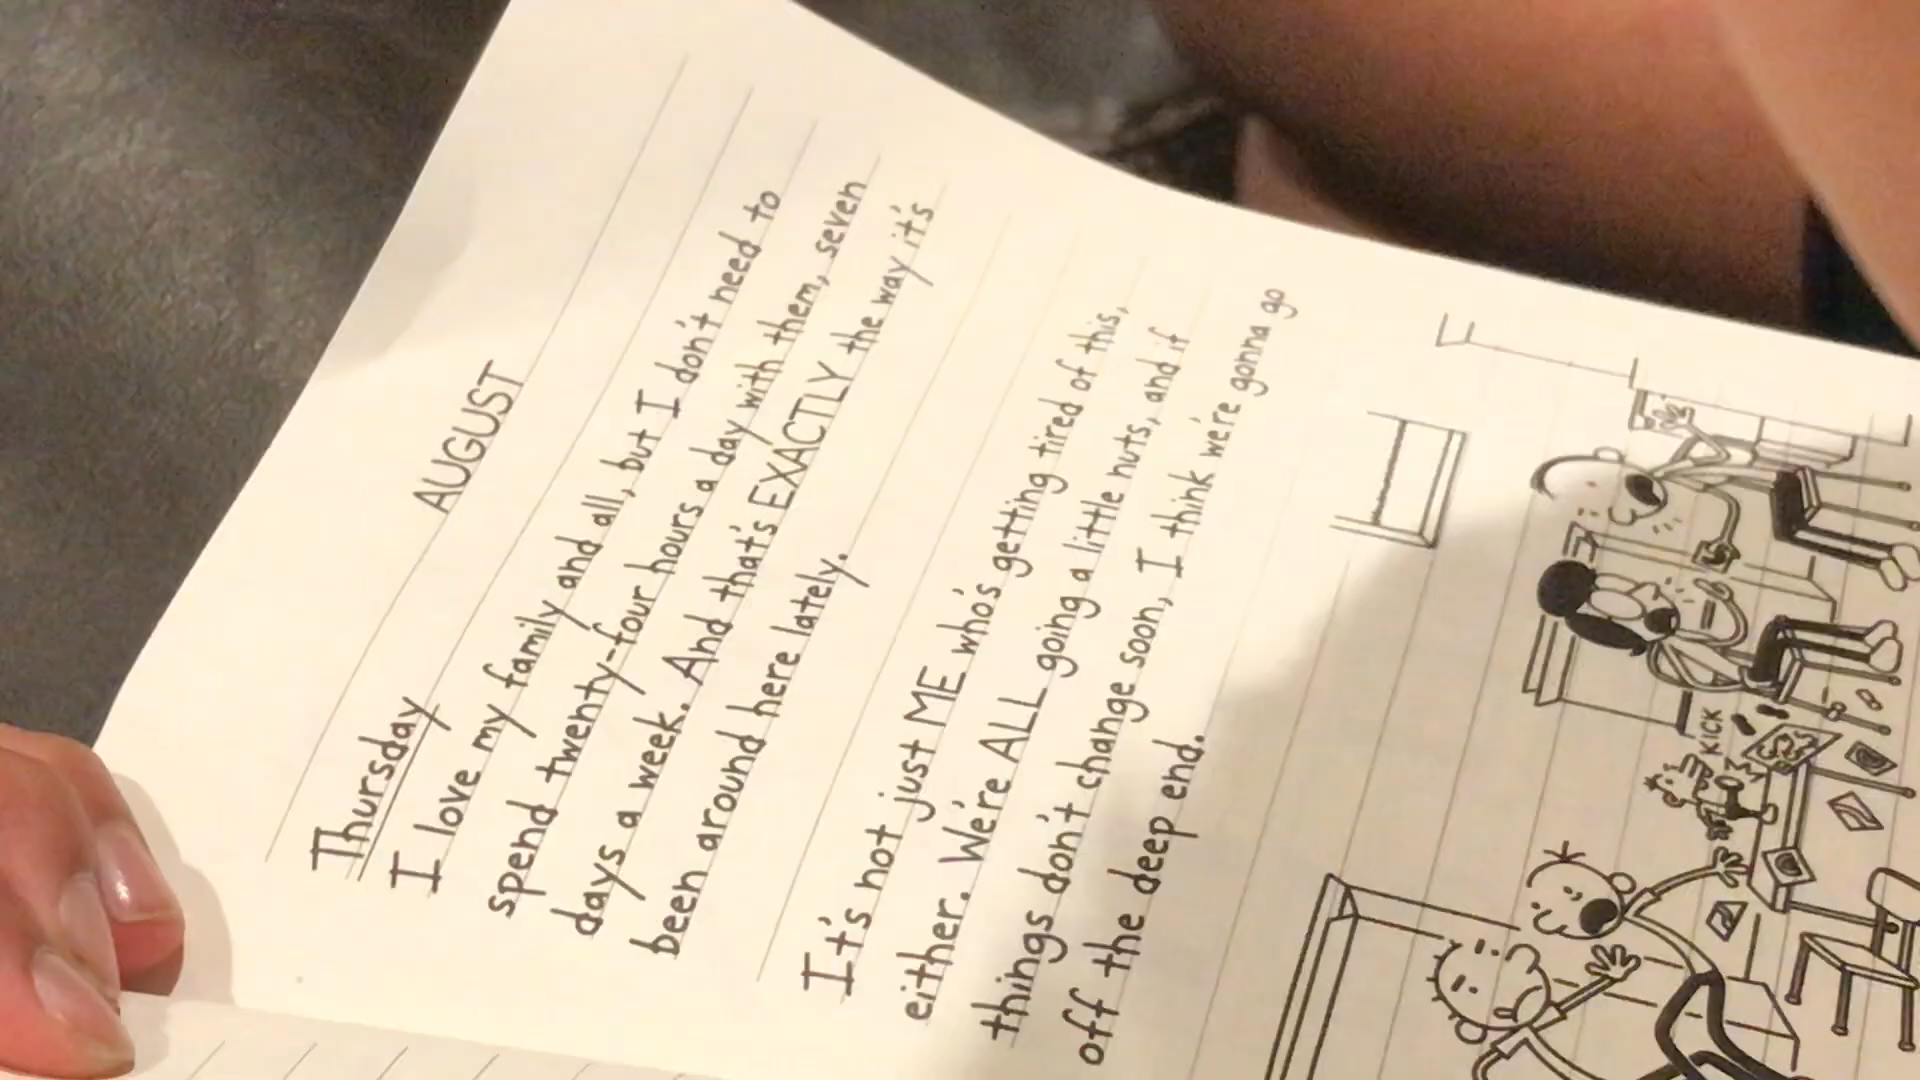 AUGUST
Thursday
I love my family and all, but I don't need to
spend twenty-four hours a day with them, seven
days a week. And that's EXACTLY the way it's
been around here lately.
It's not just ME who's getting tired of this,
either. We're ALL going a little nuts, and if
things don't change soon, I think we're gonna go
off the deep end.
KICK